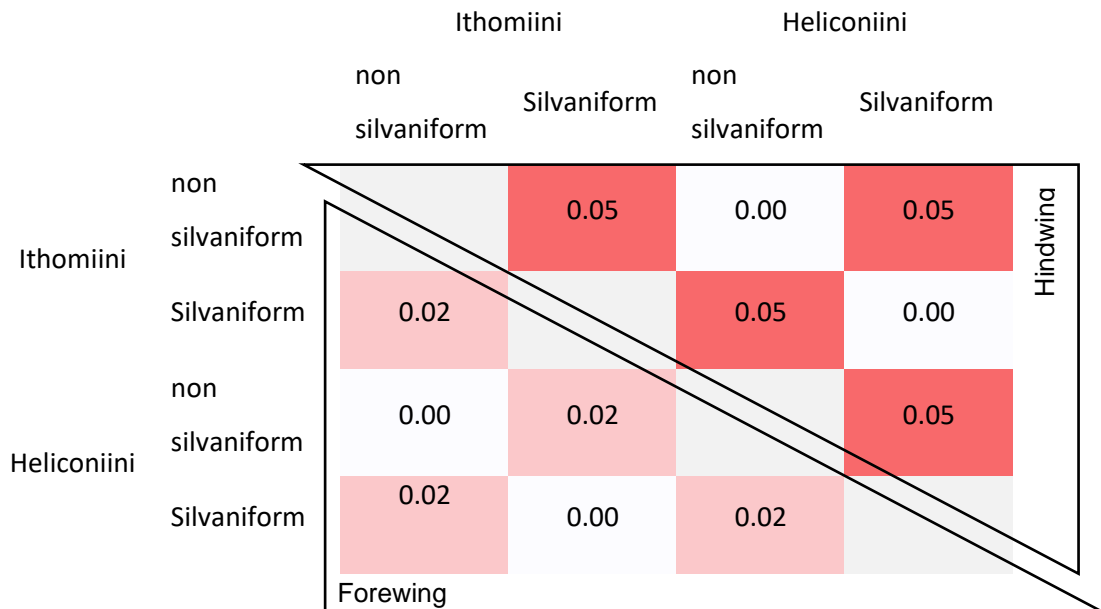 Ithomiini Heliconiini
non non
Silvaniform Silvaniform
silvaniform silvaniform
non
silvaniform
0.05 0.00 0.05
Ithomiini
Silvaniform 0.02 0.05 0.00
non
silvaniform
0.00 0.02 0.05
Heliconiini
Silvaniform 0.02 0.00 0.02
Hindwing
Forewing